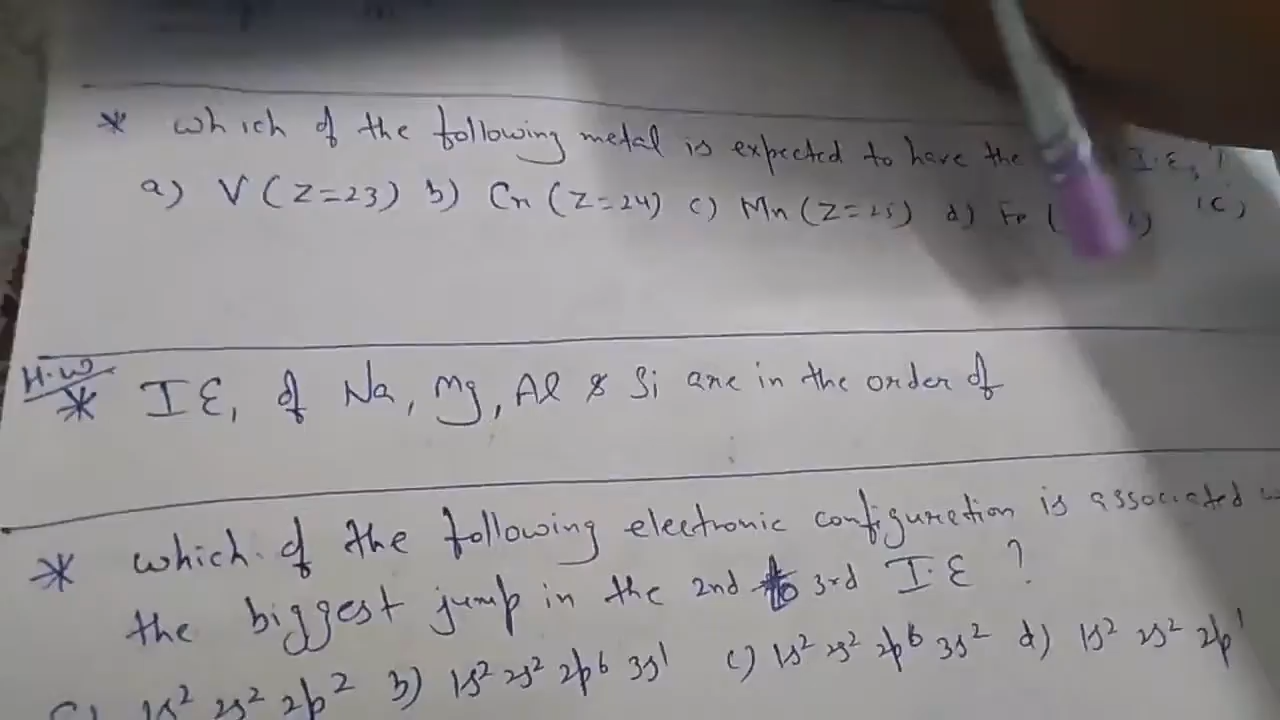 * which of the following metal is expected to have the I.E3 ?
a) V (Z=23) b) Cr (Z=24) c) Mn (Z=25) d) Fe ( ) (C)
H.W
* IE1 of Na, Mg, Al & Si are in the order of
* which of the following electronic configuration is associated
the biggest jump in the 2nd to 3rd I.E ?
1s² 2s² 2p² b) 1s² 2s² 2p⁶ 3s¹ c) 1s² 2s² 2p⁶ 3s² d) 1s² 2s² 2p¹